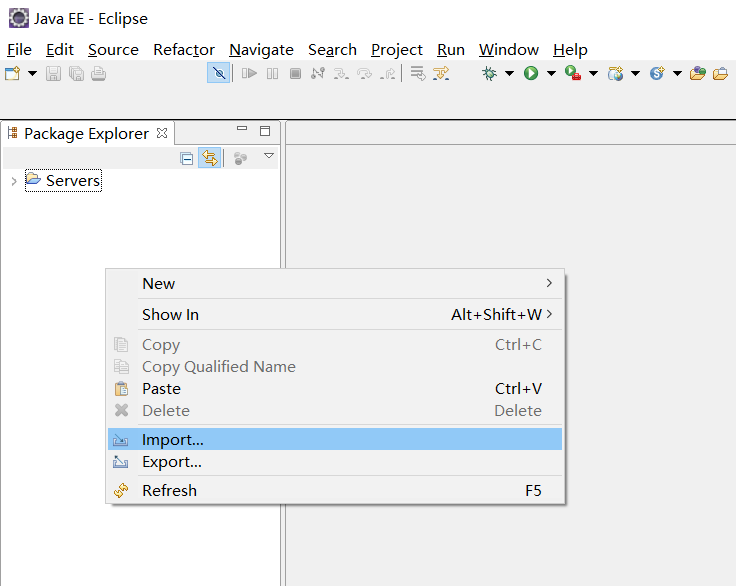 Java EE - Eclipse
File Edit Source Refactor Navigate Search Project Run Window Help
Package Explorer
Servers
New
Show In Alt+Shift+W
Copy Ctrl+C
Copy Qualified Name
Paste Ctrl+V
Delete Delete
Import...
Export...
Refresh F5